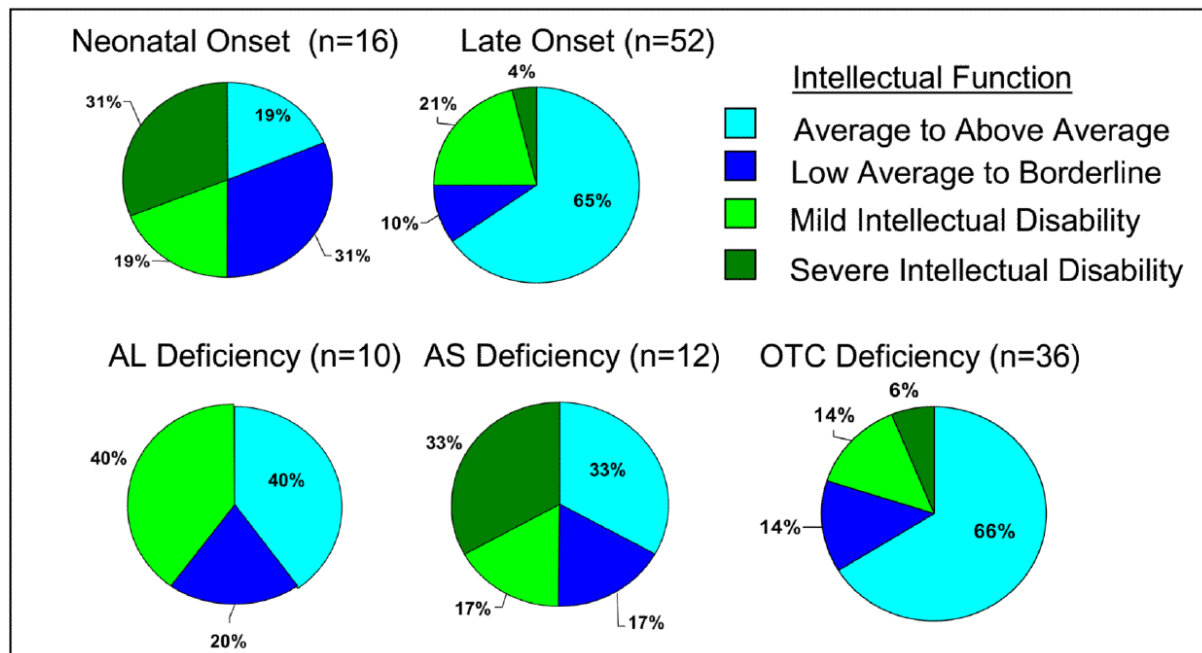 Neonatal Onset (n=16)
31%
19%
19%
31%
Late Onset (n=52)
4%
21%
10%
65%
Intellectual Function
Average to Above Average
Low Average to Borderline
Mild Intellectual Disability
Severe Intellectual Disability
AL Deficiency (n=10)
40%
40%
20%
AS Deficiency (n=12)
33%
33%
17%
17%
OTC Deficiency (n=36)
6%
14%
14%
66%